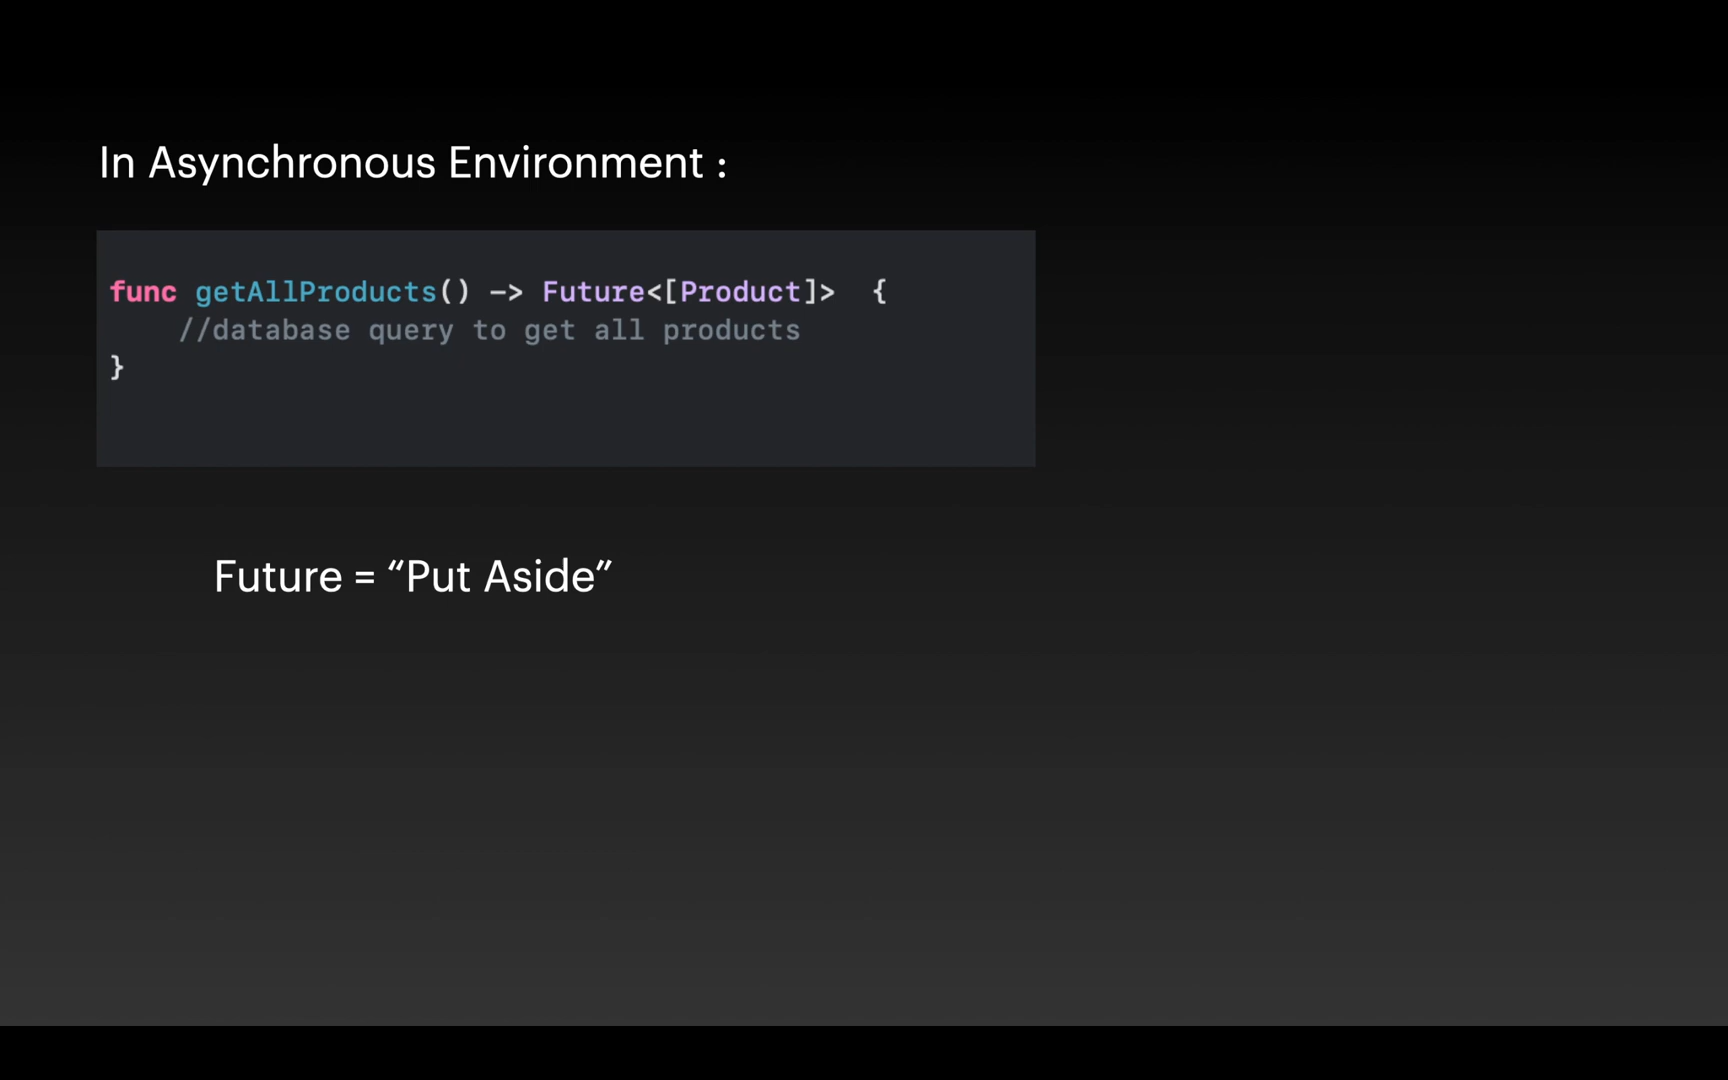 In Asynchronous Environment :
func getAllProducts() -> Future<[Product]>  {
    //database query to get all products
}
Future = “Put Aside”